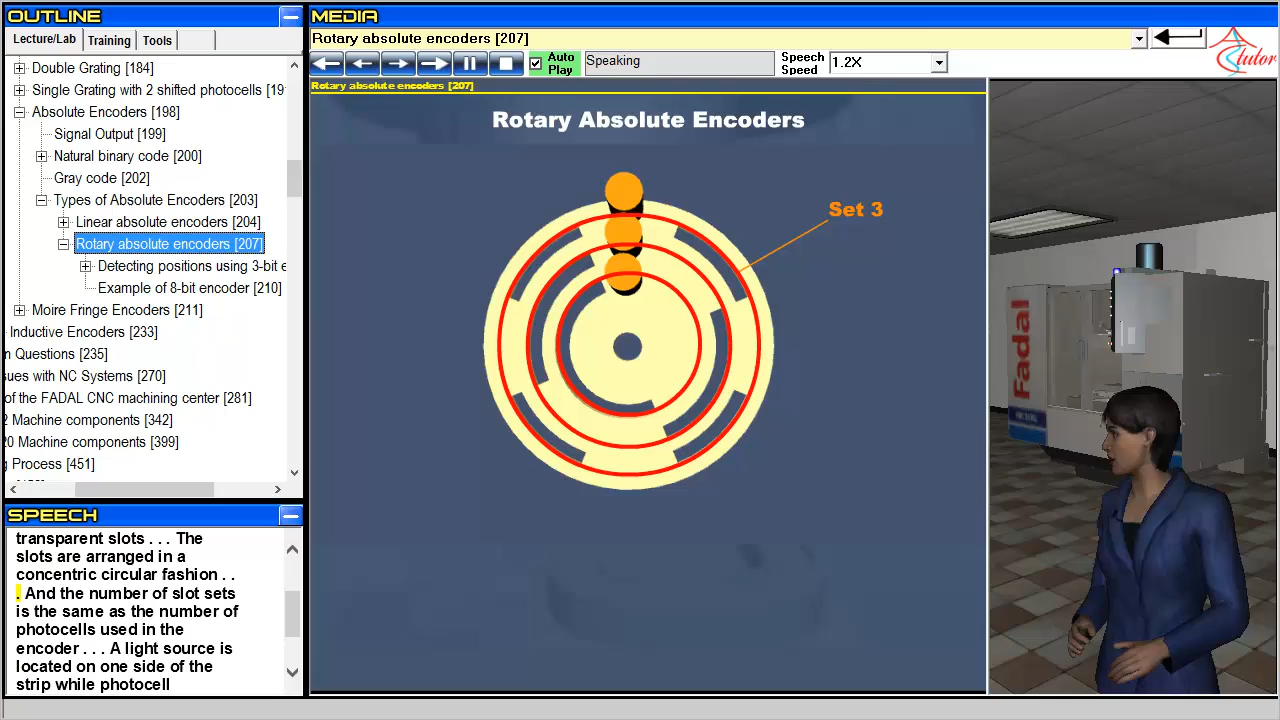 OUTLINE
Lecture/Lab
Training
Tools
Double Grating [184]
Single Grating with 2 shifted photocells [19
Absolute Encoders [198]
Signal Output [199]
Natural binary code [200]
Gray code [202]
Types of Absolute Encoders [203]
Linear absolute encoders [204]
Rotary absolute encoders [207]
Detecting positions using 3-bit e
Example of 8-bit encoder [210]
Moire Fringe Encoders [211]
Inductive Encoders [233]
n Questions [235]
sues with NC Systems [270]
of the FADAL CNC machining center [281]
2 Machine components [342]
20 Machine components [399]
g Process [451]
SPEECH
transparent slots . . . The
slots are arranged in a
concentric circular fashion . .
. And the number of slot sets
is the same as the number of
photocells used in the
encoder . . . A light source is
located on one side of the
strip while photocell
MEDIA
Rotary absolute encoders [207]
Auto
Play
Speaking
Speech
Speed
1.2X
tutor
Rotary absolute encoders [207]
Rotary Absolute Encoders
Set 3
Fadal